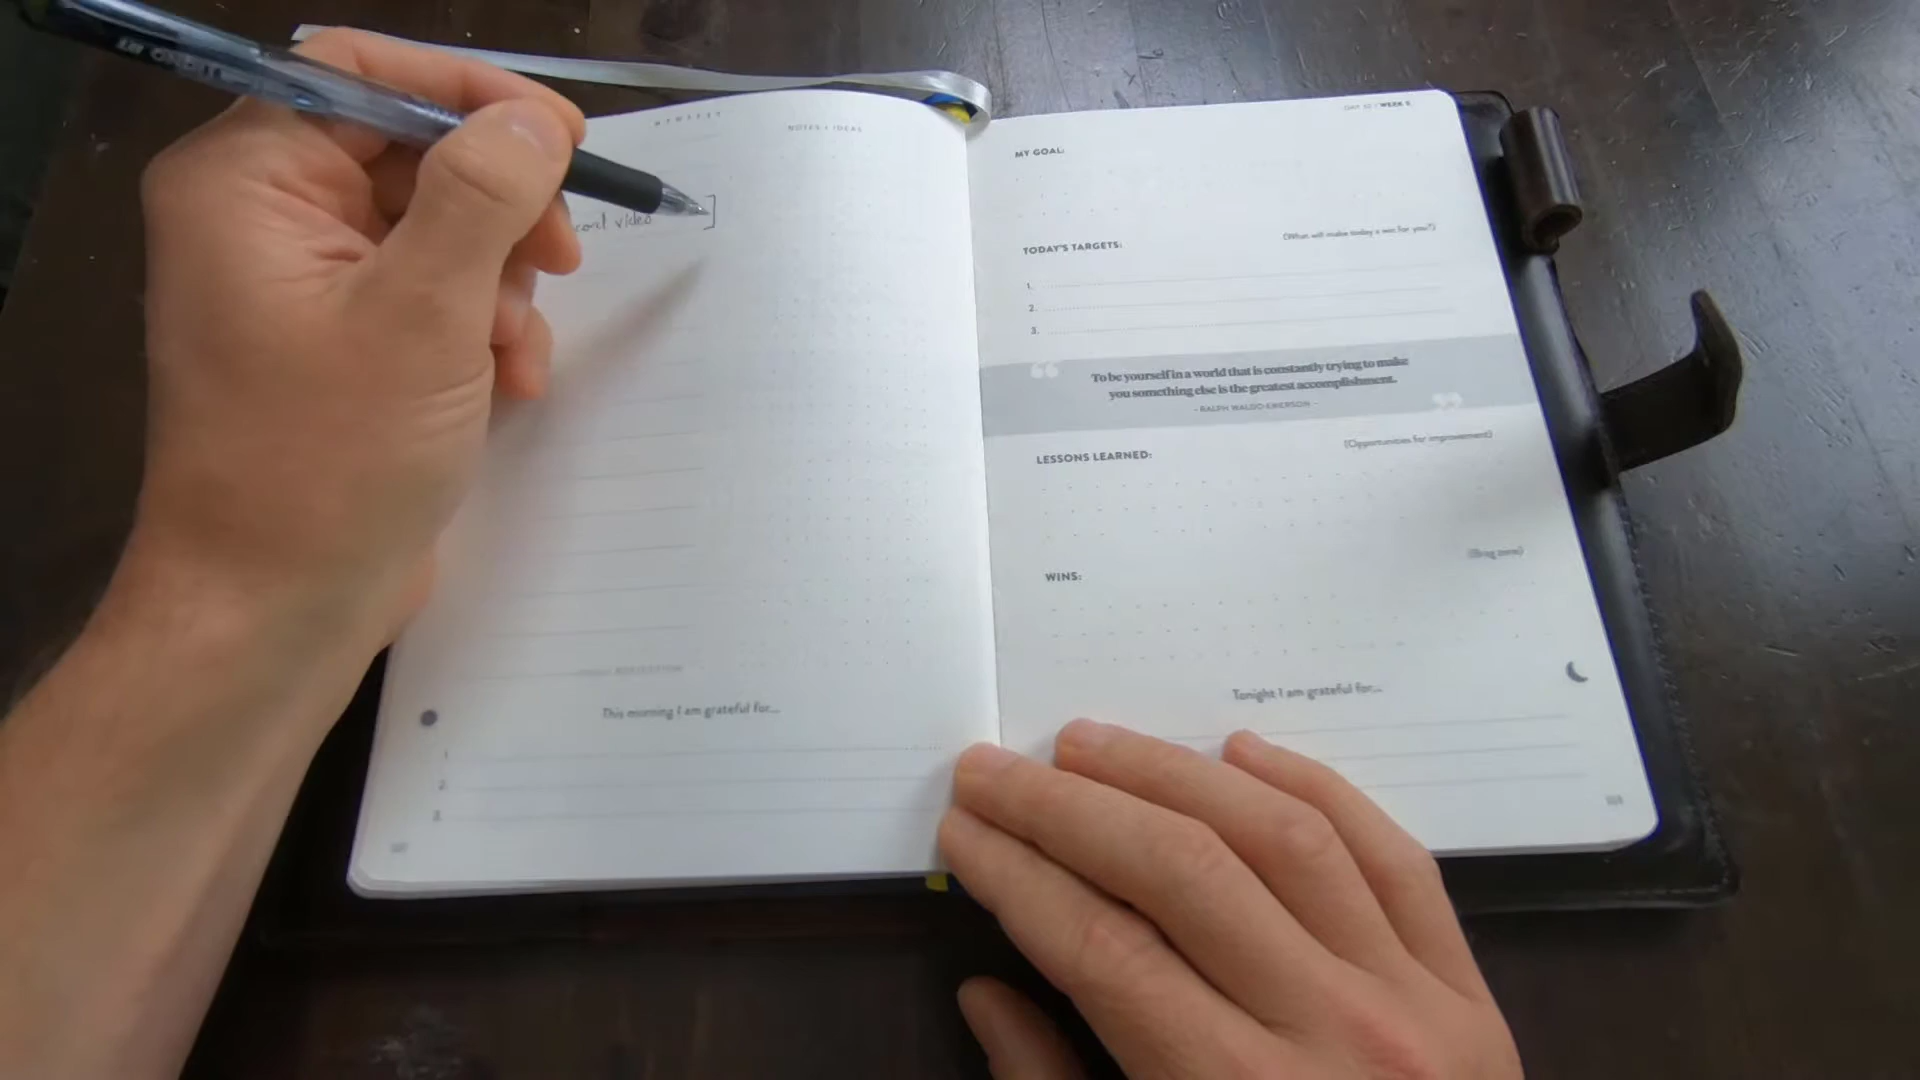 M T W T F S S
NOTES + IDEAS
video
This morning I am grateful for...
1.
2.
3.
WEEK 5
MY GOAL:
TODAY'S TARGETS:
(What will make today a win for you?)
1.
2.
3.
To be yourself in a world that is constantly trying to make
you something else is the greatest accomplishment.
- RALPH WALDO EMERSON -
LESSONS LEARNED:
(Opportunities for improvement)
WINS:
(Brag zone)
Tonight I am grateful for...